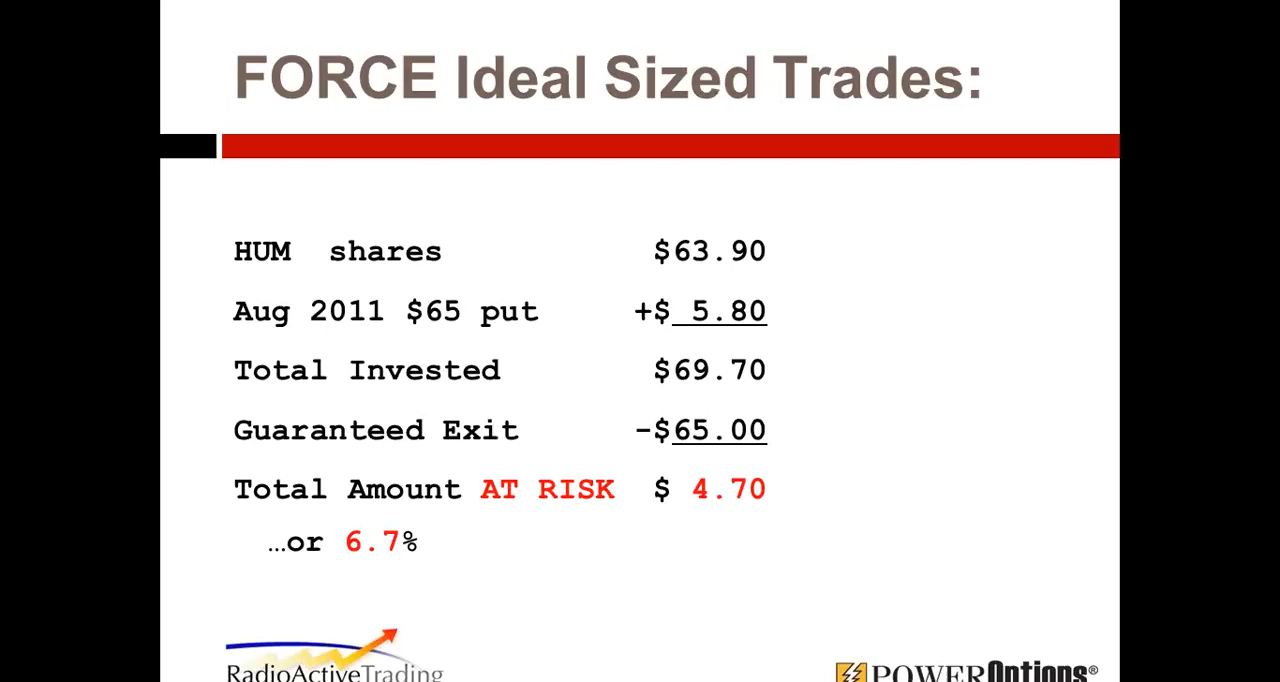 FORCE Ideal Sized Trades:
HUM shares $63.90
Aug 2011 $65 put +$ 5.80
Total Invested $69.70
Guaranteed Exit -$65.00
Total Amount AT RISK $ 4.70
…or 6.7%
RadioActiveTrading
POWEROptions®